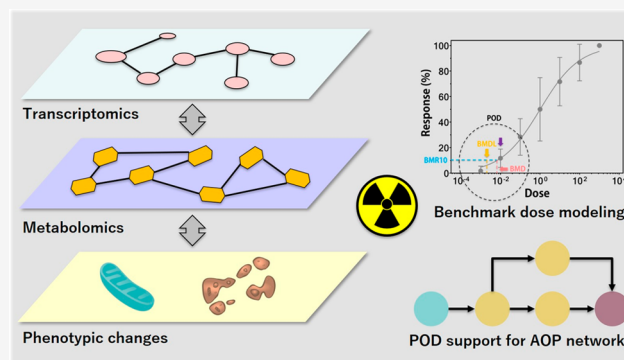 Transcriptomics
Metabolomics
Phenotypic changes
Response (%)
100
80
60
40
20
0
POD
BMDL
BMR10
BMD
10-4
10-2
100
102
Dose
Benchmark dose modeling
POD support for AOP network